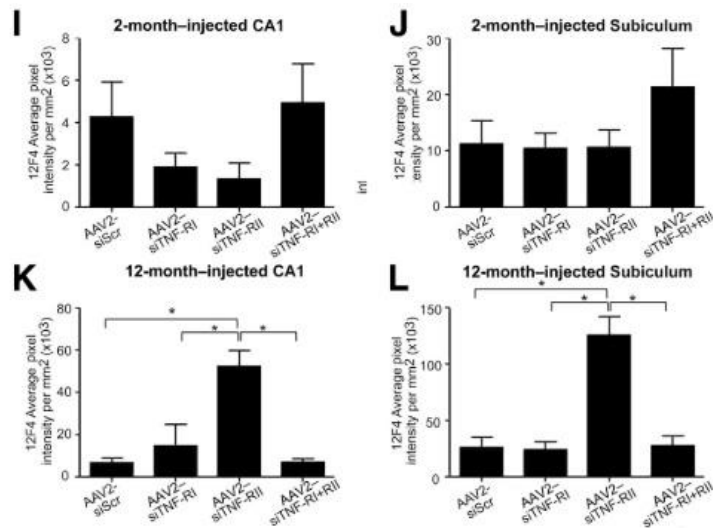 I
2-month–injected CA1
12F4 Average pixel
intensity per mm2 (x103)
8
6
4
2
0
AAV2-
siScr
AAV2–
siTNF-RI
AAV2–
siTNF-RII
AAV2–
siTNF-RI+RII
J
2-month–injected Subiculum
12F4 Average pixel
ensity per mm2 (x103)
inl
30
20
10
0
AAV2-
siScr
AAV2–
siTNF-RI
AAV2–
siTNF-RII
AAV2–
siTNF-RI+RII
K
12-month–injected CA1
12F4 Average pixel
intensity per mm2 (x103)
80
60
40
20
0
*
*
*
AAV2-
siScr
AAV2–
siTNF-RI
AAV2–
siTNF-RII
AAV2–
siTNF-RI+RII
L
12-month–injected Subiculum
12F4 Average pixel
intensity per mm2 (x103)
150
100
50
0
*
*
*
AAV2-
siScr
AAV2–
siTNF-RI
AAV2–
siTNF-RII
AAV2–
siTNF-RI+RII